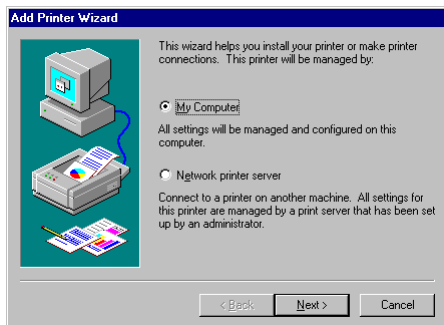 Add Printer Wizard
This wizard helps you install your printer or make printer
connections. This printer will be managed by:
My Computer
All settings will be managed and configured on this
computer.
Network printer server
Connect to a printer on another machine. All settings for
this printer are managed by a print server that has been set
up by an administrator.
< Back
Next >
Cancel